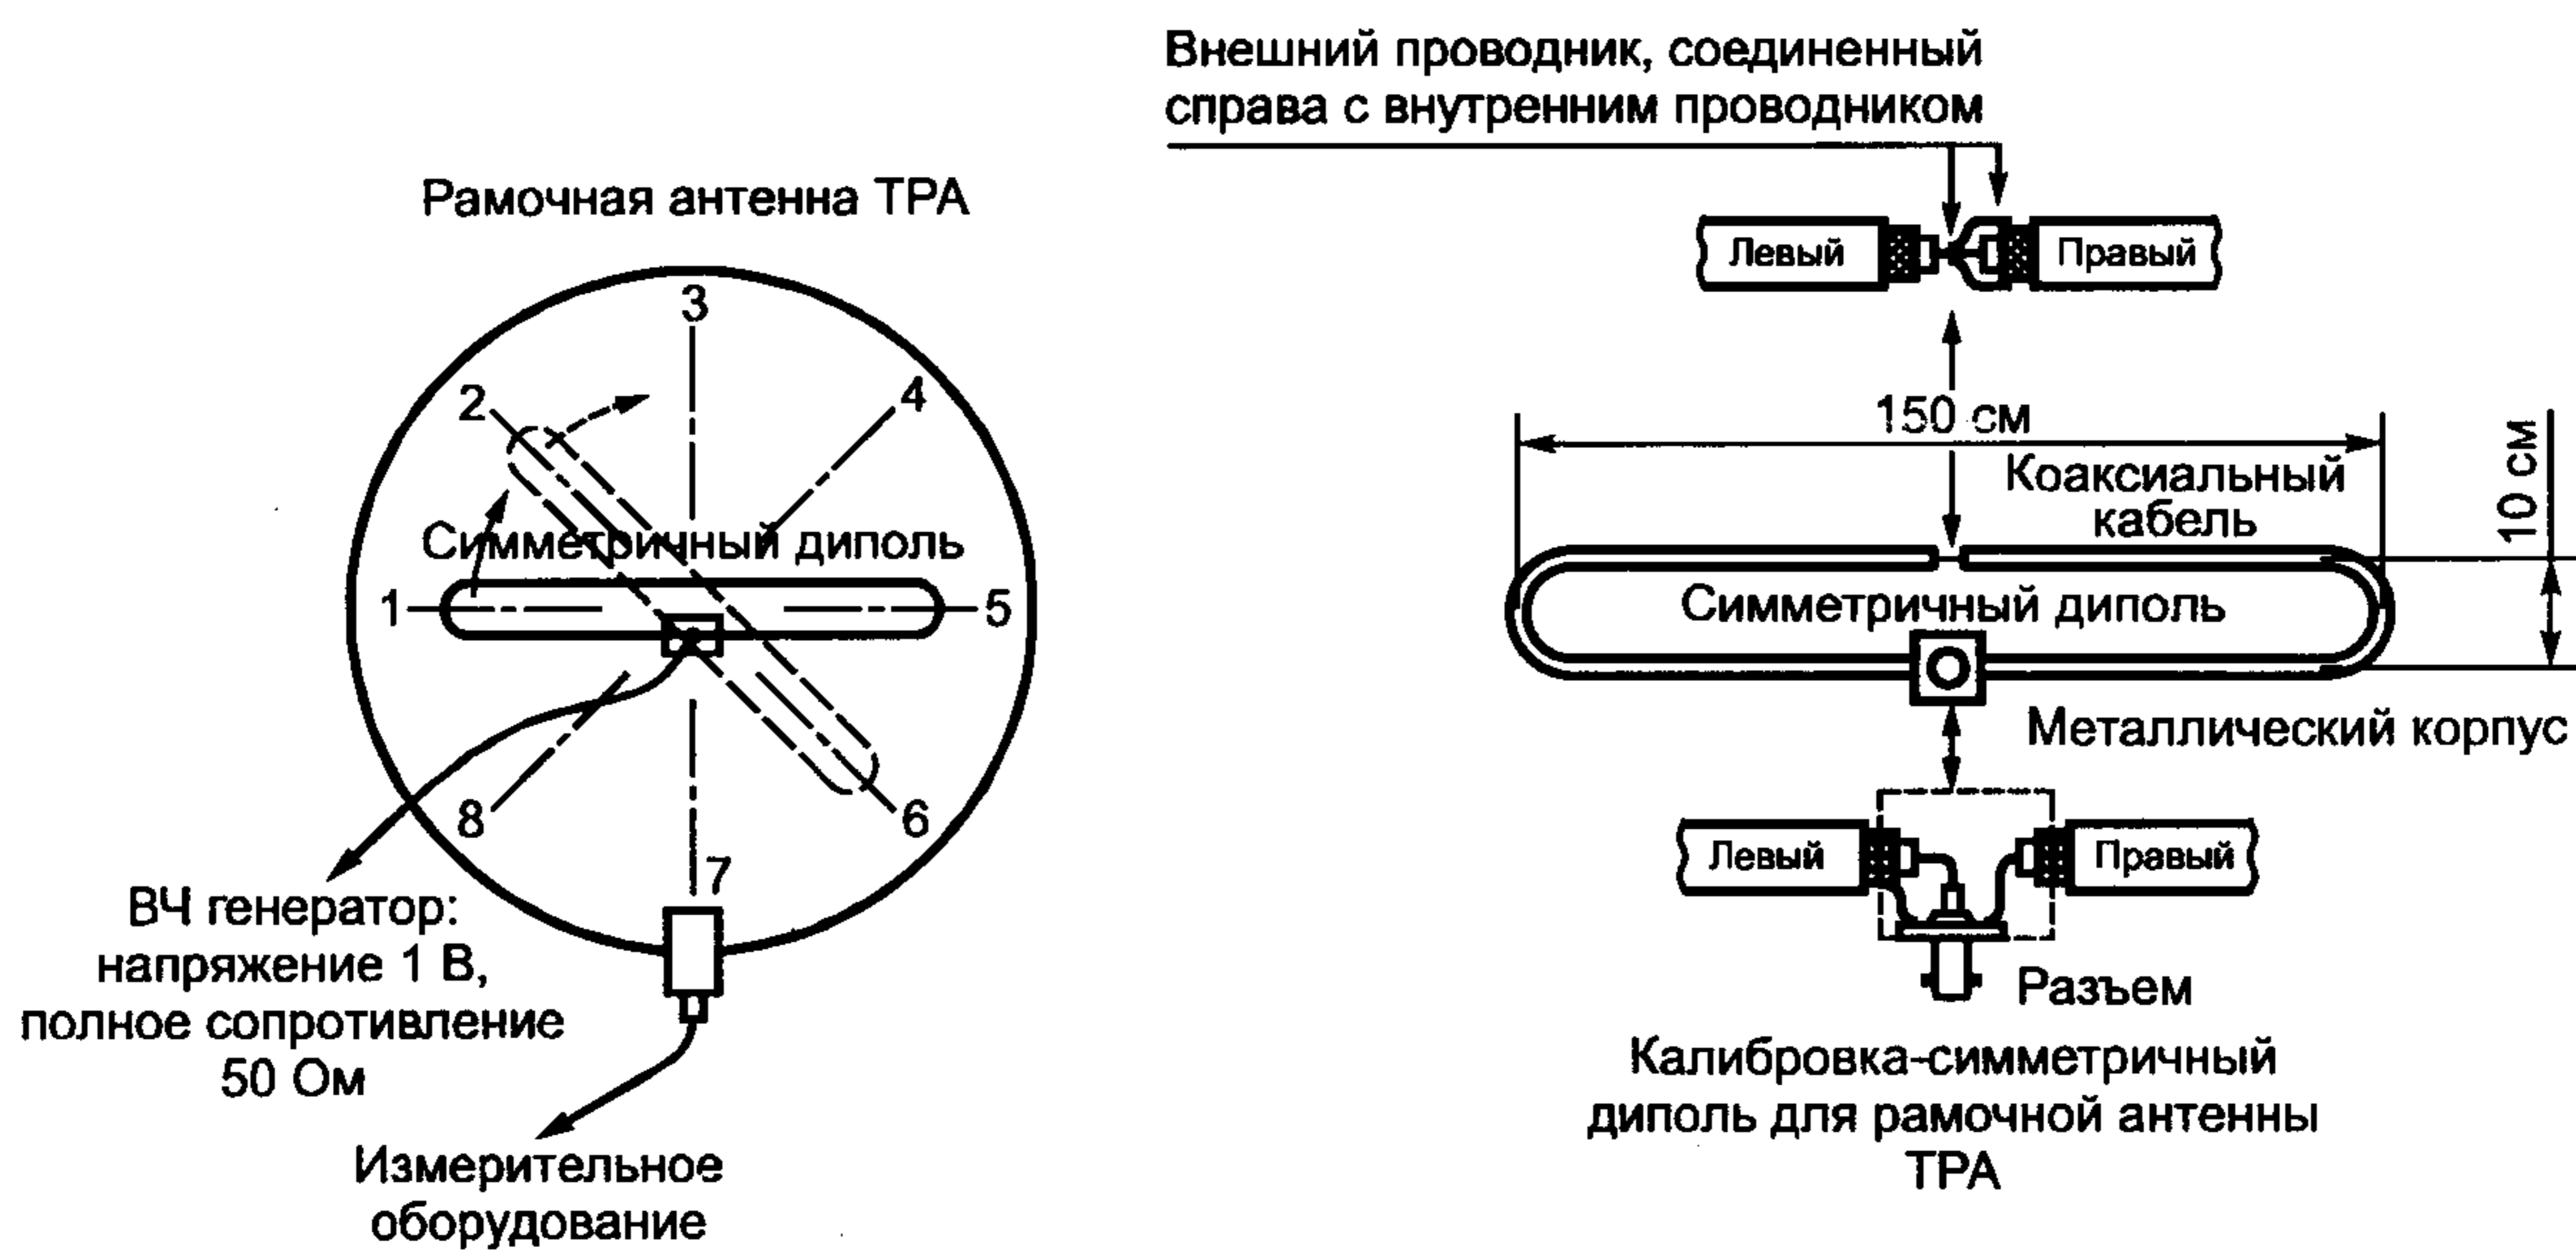 Рамочная антенна ТРА
3
2
4
Симметричный диполь
1
5
8
6
7
ВЧ генератор:
напряжение 1 В,
полное сопротивление
50 Ом
Измерительное
оборудование
Внешний проводник, соединенный
справа с внутренним проводником
Левый
Правый
150 см
10 см
Коаксиальный
кабель
Симметричный диполь
Металлический корпус
Левый
Правый
Разъем
Калибровка-симметричный
диполь для рамочной антенны
ТРА